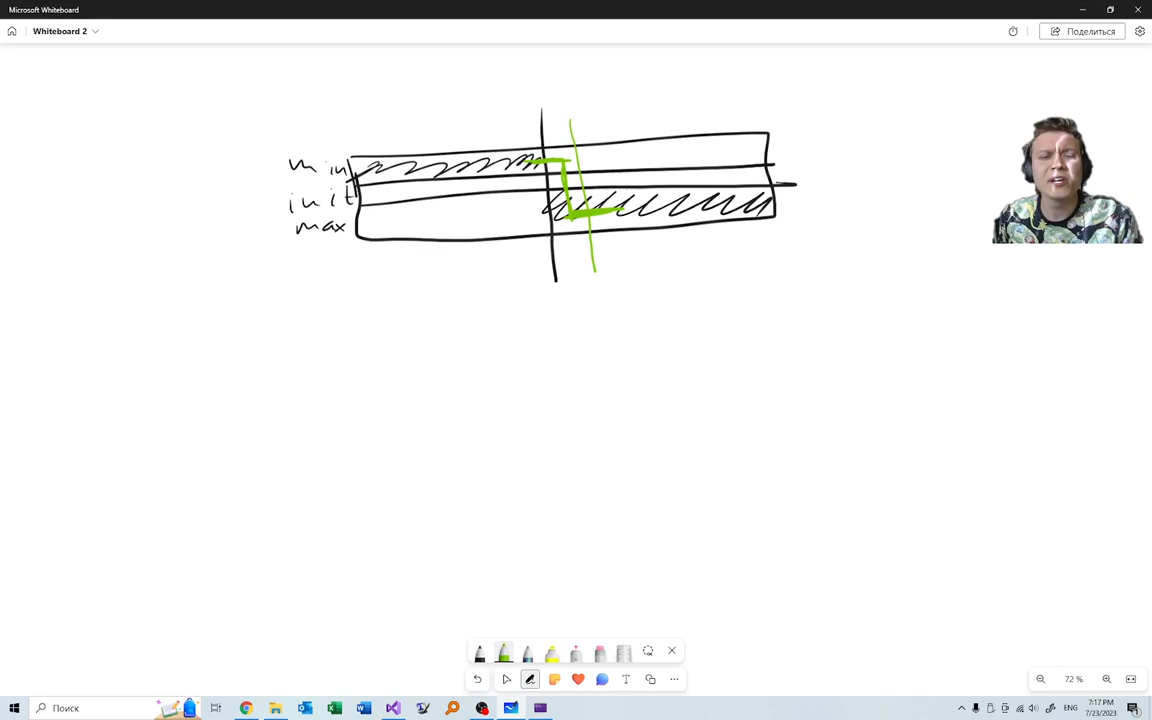 Microsoft Whiteboard
Whiteboard 2
Поделиться
min
init
max
72 %
Поиск
ENG
7:17 PM
7/23/2023